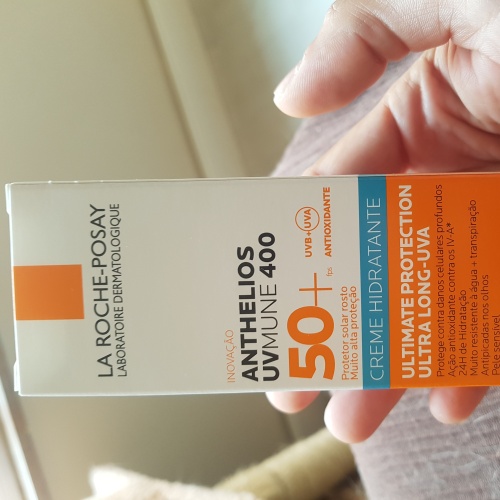 LA ROCHE-POSAY
LABORATOIRE DERMATOLOGIQUE
INOVAÇÃO
ANTHELIOS
UVMUNE 400
50+
fps
UVB+UVA
ANTIOXIDANTE
Protetor solar rosto
Muito alta proteção
CREME HIDRATANTE
ULTIMATE PROTECTION
ULTRA LONG-UVA
Protege contra danos celulares profundos
Ação antioxidante contra os IV-A*
24H de Hidratação
Muito resistente à água + transpiração
Antipicadas nos olhos
Pele sensível